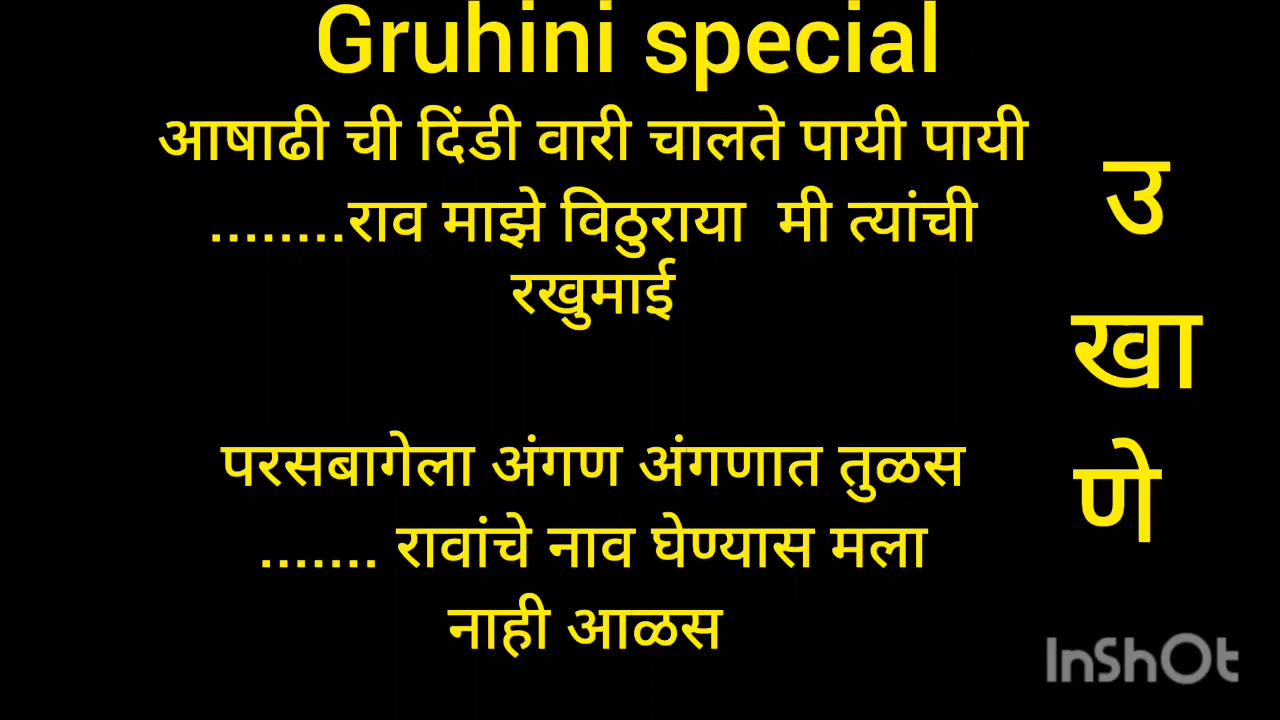 Gruhini special
आषाढी ची दिंडी वारी चालते पायी पायी
........राव माझे विठुराया मी त्यांची
रखुमाई
परसबागेला अंगण अंगणात तुळस
....... रावांचे नाव घेण्यास मला
नाही आळस
उ
खा
णे
InShOt